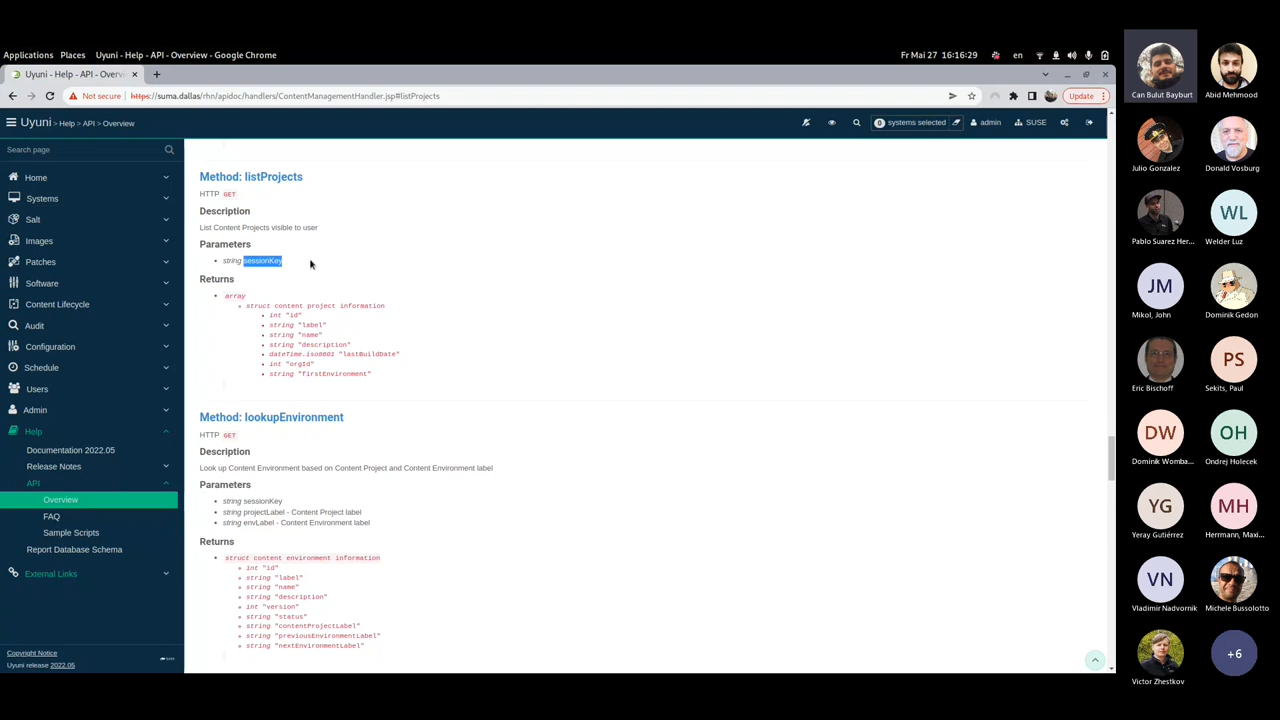 Applications Places Uyuni - Help - API - Overview - Google Chrome Fr Mai 27 16:16:29 en
Uyuni - Help - API - Overv
Not secure https://suma.dallas/rhn/apidoc/handlers/ContentManagementHandler.jsp#listProjects Update
Uyuni > Help > API > Overview 0 systems selected admin SUSE
Search page
Home
Systems
Salt
Images
Patches
Software
Content Lifecycle
Audit
Configuration
Schedule
Users
Admin
Help
Documentation 2022.05
Release Notes
API
Overview
FAQ
Sample Scripts
Report Database Schema
External Links
Copyright Notice
Uyuni release 2022.05
Method: listProjects
HTTP GET
Description
List Content Projects visible to user
Parameters
string sessionKey
Returns
array
struct content project information
int "id"
string "label"
string "name"
string "description"
dateTime.iso8601 "lastBuildDate"
int "orgId"
string "firstEnvironment"
Method: lookupEnvironment
HTTP GET
Description
Look up Content Environment based on Content Project and Content Environment label
Parameters
string sessionKey
string projectLabel - Content Project label
string envLabel - Content Environment label
Returns
struct content environment information
int "id"
string "label"
string "name"
string "description"
int "version"
string "status"
string "contentProjectLabel"
string "previousEnvironmentLabel"
string "nextEnvironmentLabel"
Can Bulut Bayburt
Abid Mehmood
Julio Gonzalez
Donald Vosburg
Pablo Suarez Her...
WL
Welder Luz
JM
Mikol, John
Dominik Gedon
Eric Bischoff
PS
Sekits, Paul
DW
Dominik Womba...
OH
Ondrej Holecek
YG
Yeray Gutiérrez
MH
Herrmann, Maxi...
VN
Vladimir Nadvornik
Michele Bussolotto
Victor Zhestkov
+6